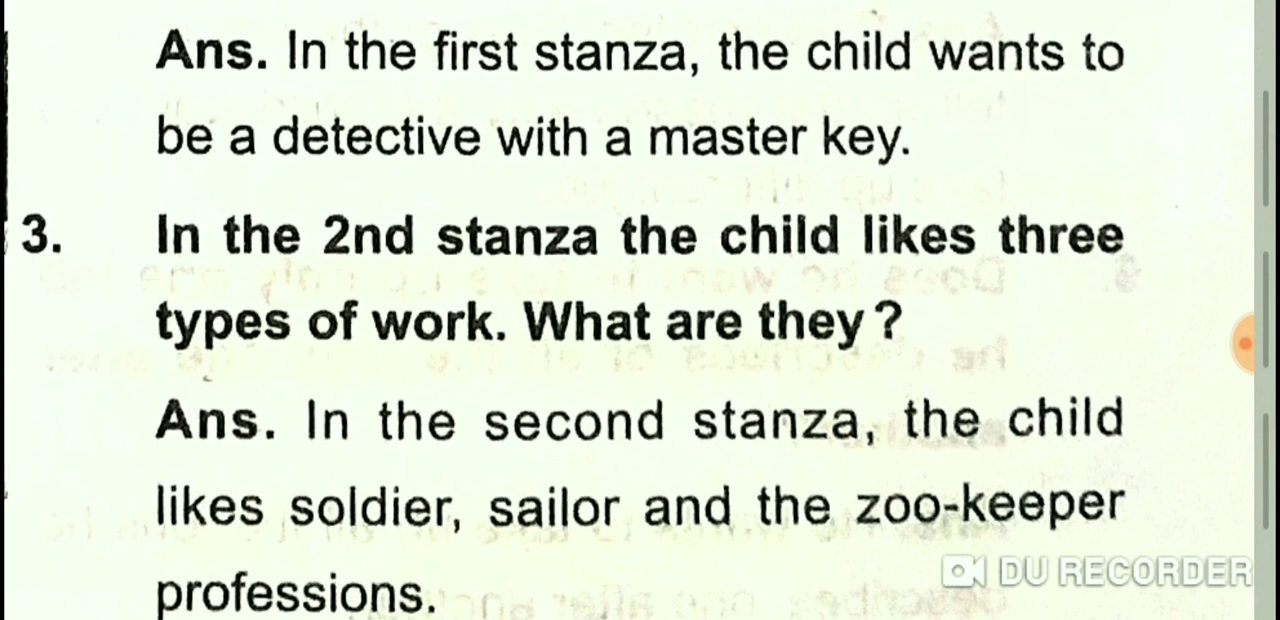 Ans. In the first stanza, the child wants to
be a detective with a master key.
3. In the 2nd stanza the child likes three
types of work. What are they ?
Ans. In the second stanza, the child
likes soldier, sailor and the zoo-keeper
professions.
DU RECORDER